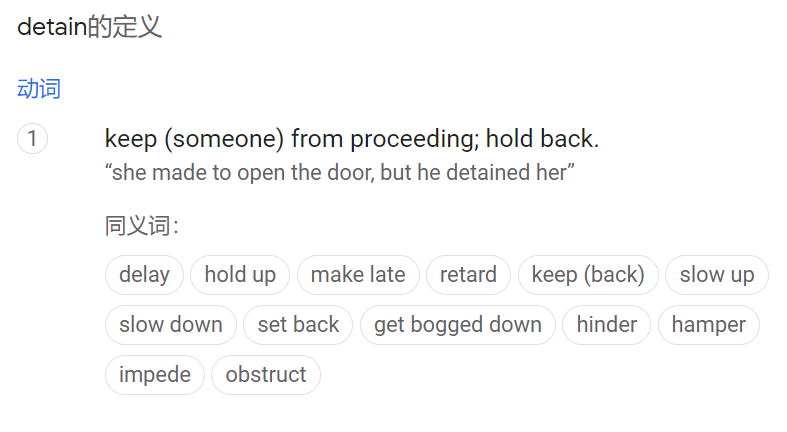 detain的定义
动词
1 keep (someone) from proceeding; hold back.
“she made to open the door, but he detained her”
同义词：
delay hold up make late retard keep (back) slow up
slow down set back get bogged down hinder hamper
impede obstruct